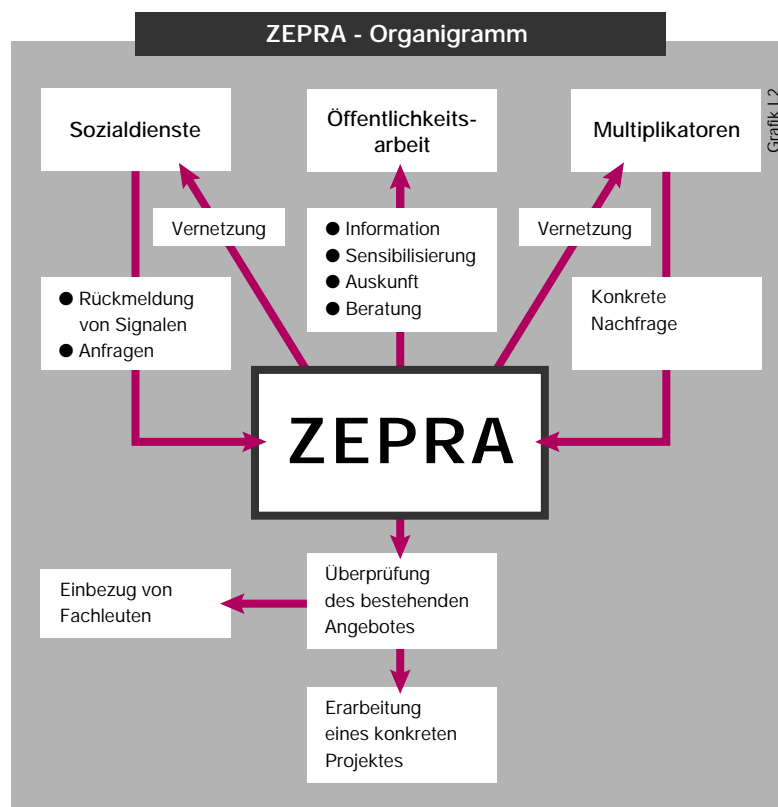 ZEPRA - Organigramm
Grafik I.2
Sozialdienste
Öffentlichkeits-
arbeit
Multiplikatoren
Vernetzung
● Information
● Sensibilisierung
● Auskunft
● Beratung
Vernetzung
● Rückmeldung
von Signalen
● Anfragen
Konkrete
Nachfrage
ZEPRA
Einbezug von
Fachleuten
Überprüfung
des bestehenden
Angebotes
Erarbeitung
eines konkreten
Projektes